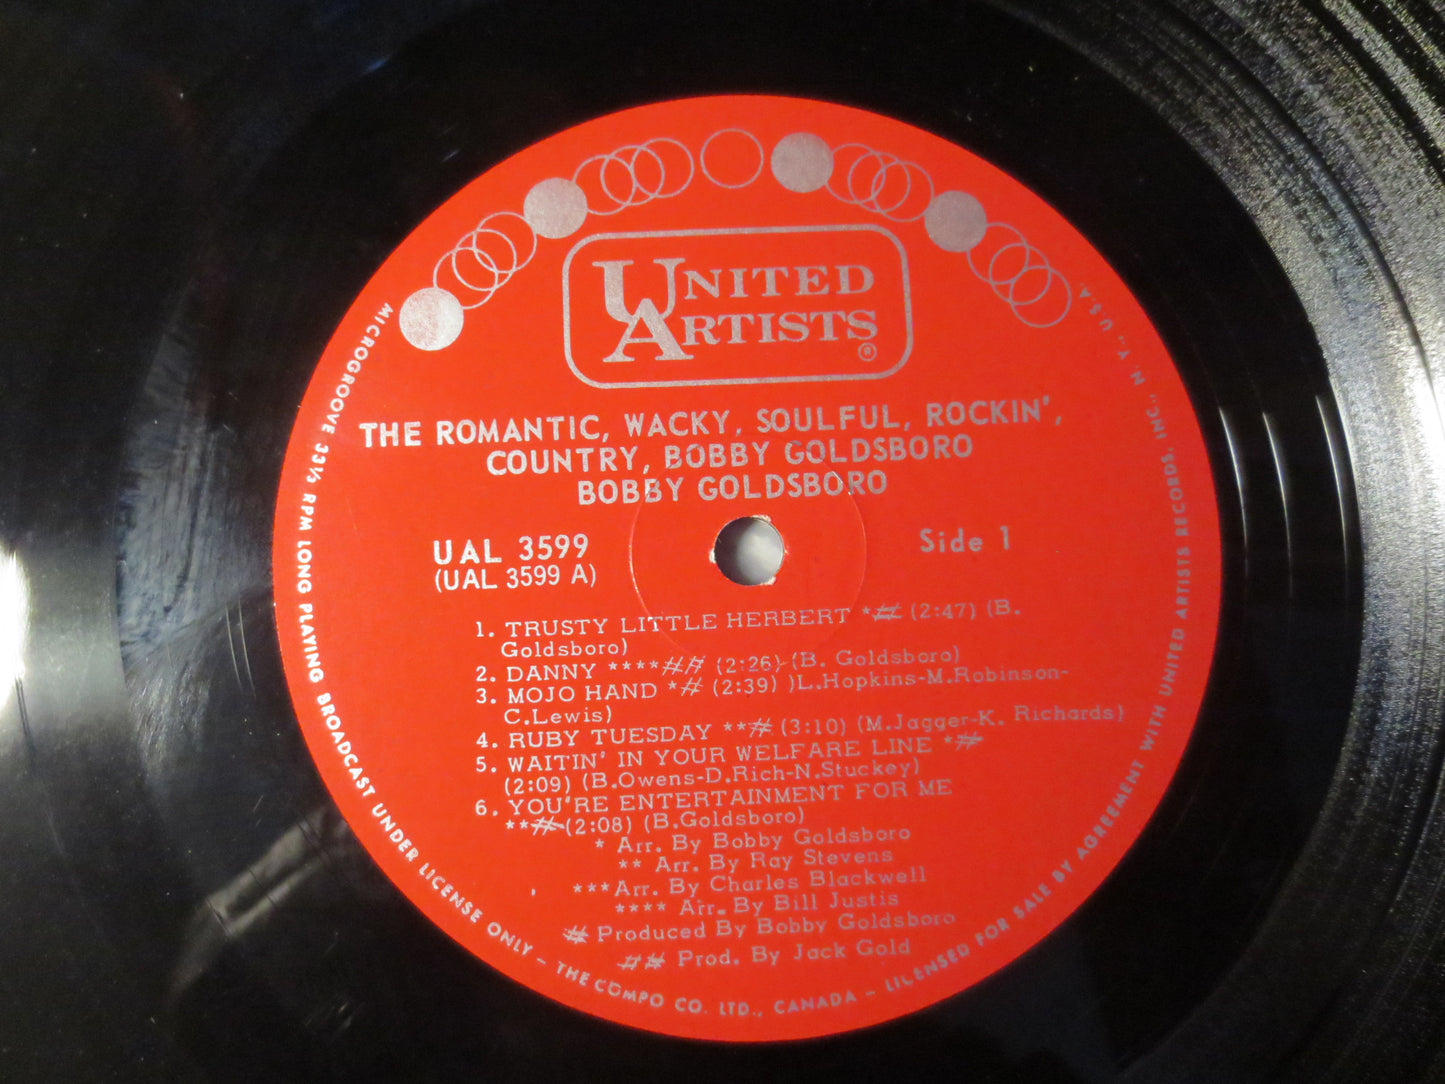 UNITED
ARTISTS
®
THE ROMANTIC, WACKY, SOULFUL, ROCKIN',
COUNTRY, BOBBY GOLDSBORO
BOBBY GOLDSBORO
UAL 3599
(UAL 3599 A)
Side 1
1. TRUSTY LITTLE HERBERT *# (2:47) (B.
Goldsboro)
2. DANNY ****## (2:26) (B. Goldsboro)
3. MOJO HAND *# (2:39) )L.Hopkins-M.Robinson-
C.Lewis)
4. RUBY TUESDAY **# (3:10) (M.Jagger-K. Richards)
5. WAITIN' IN YOUR WELFARE LINE *#
(2:09) (B.Owens-D.Rich-N.Stuckey)
6. YOU'RE ENTERTAINMENT FOR ME
**# (2:08) (B.Goldsboro)
* Arr. By Bobby Goldsboro
** Arr. By Ray Stevens
***Arr. By Charles Blackwell
**** Arr. By Bill Justis
# Produced By Bobby Goldsboro
## Prod. By Jack Gold
MICROGROOVE 33⅓ RPM LONG PLAYING BROADCAST UNDER LICENSE ONLY – THE COMPO CO. LTD., CANADA – LICENSED FOR SALE BY AGREEMENT WITH UNITED ARTISTS RECORDS, INC., N. Y., U.S.A.